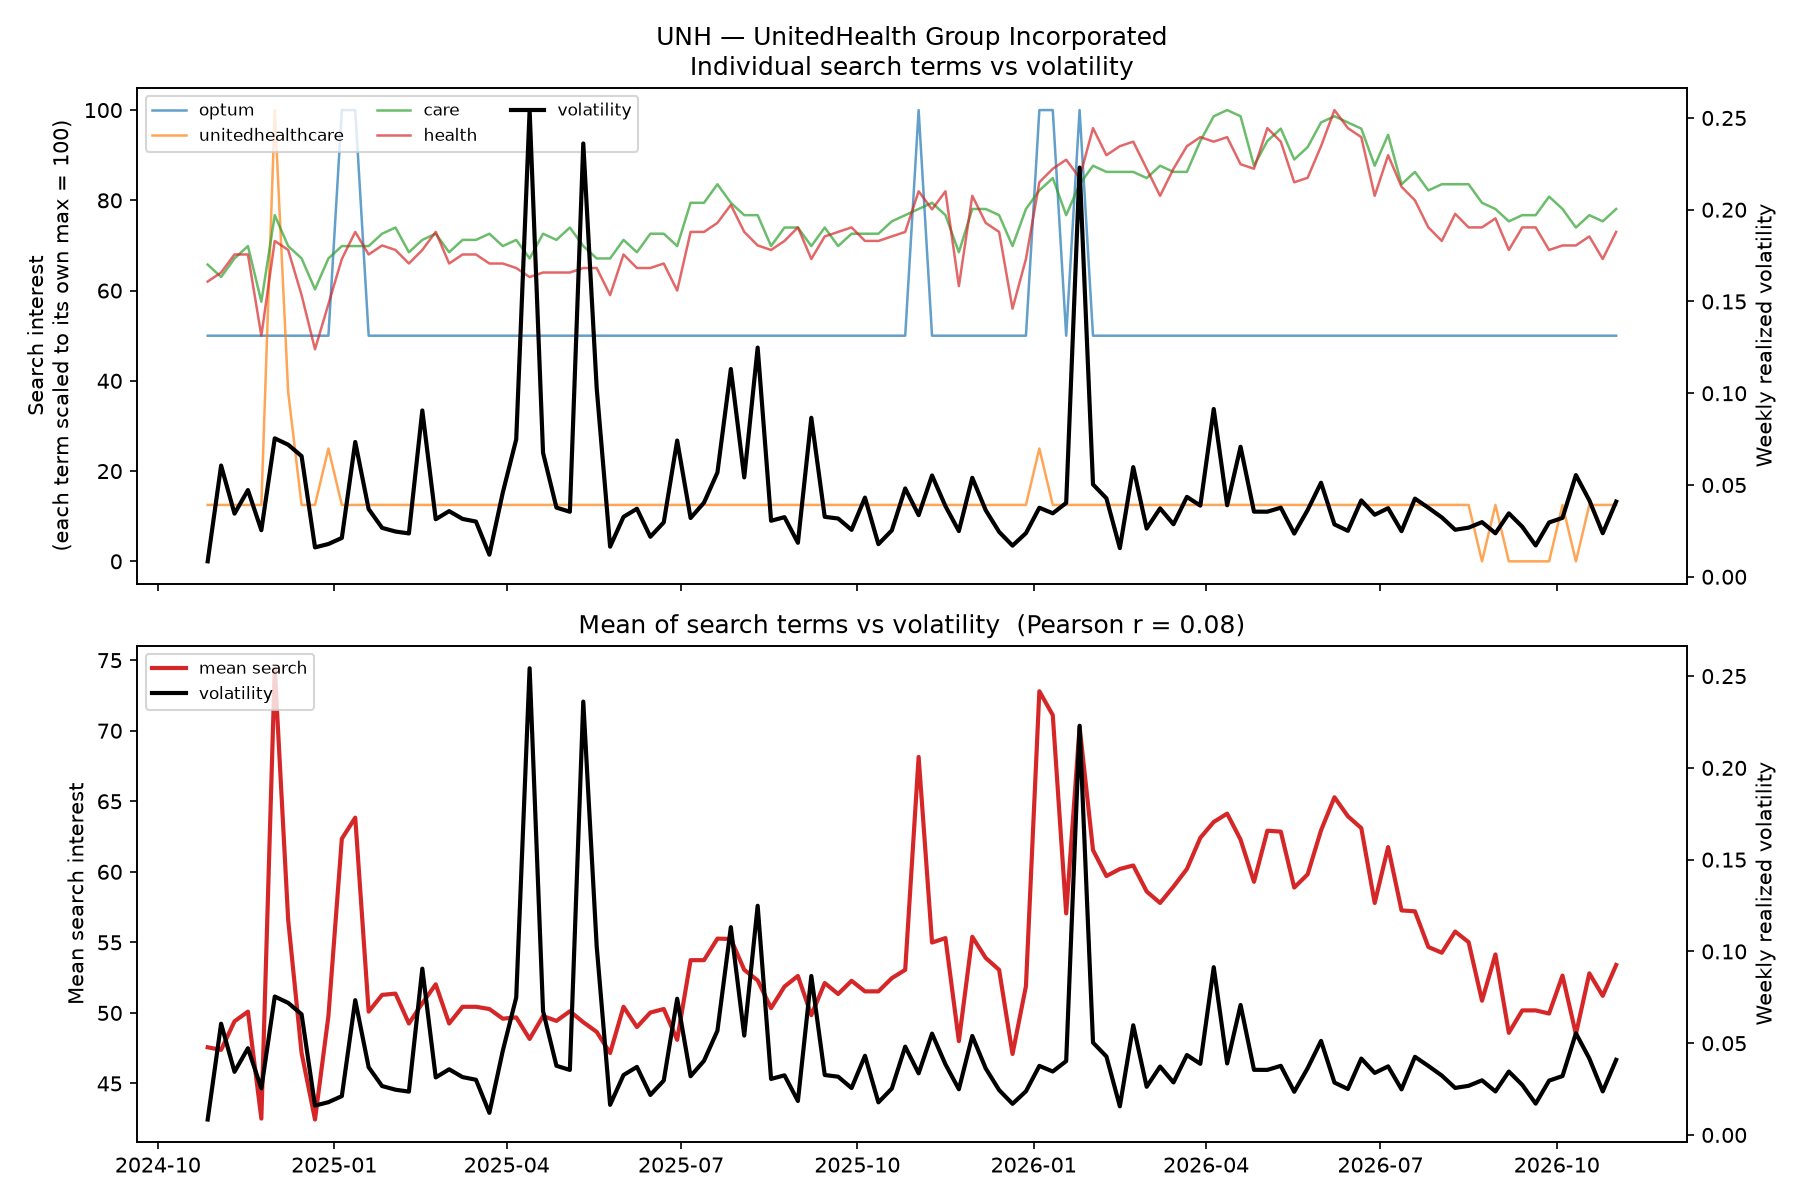 UNH — UnitedHealth Group Incorporated
Individual search terms vs volatility
optum
unitedhealthcare
care
health
volatility
Search interest
(each term scaled to its own max = 100)
100
80
60
40
20
0
0.25
0.20
0.15
0.10
0.05
0.00
Weekly realized volatility
Mean of search terms vs volatility (Pearson r = 0.08)
mean search
volatility
Mean search interest
75
70
65
60
55
50
45
0.25
0.20
0.15
0.10
0.05
0.00
Weekly realized volatility
2024-10 2025-01 2025-04 2025-07 2025-10 2026-01 2026-04 2026-07 2026-10